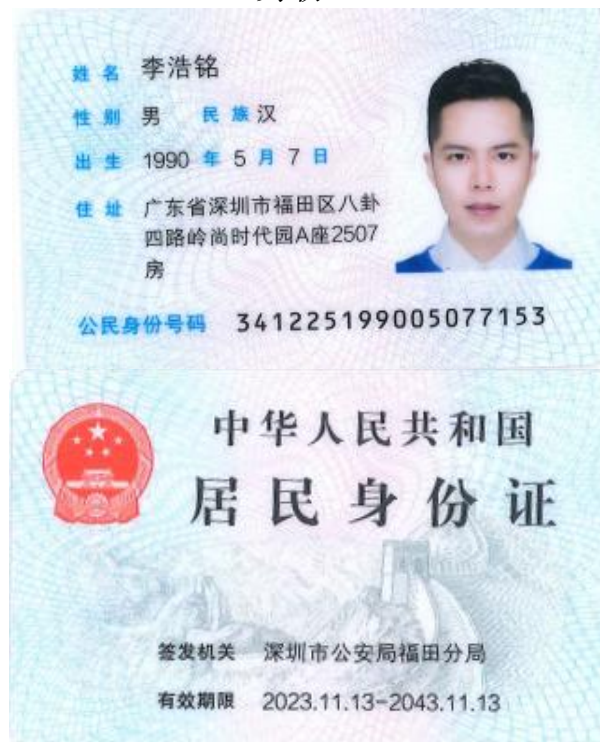 姓名 李浩铭
性别 男 民族 汉
出生 1990 年 5 月 7 日
住址 广东省深圳市福田区八卦
四路岭尚时代园A座2507
房
公民身份号码 341225199005077153
中华人民共和国
居民身份证
签发机关 深圳市公安局福田分局
有效期限 2023.11.13-2043.11.13